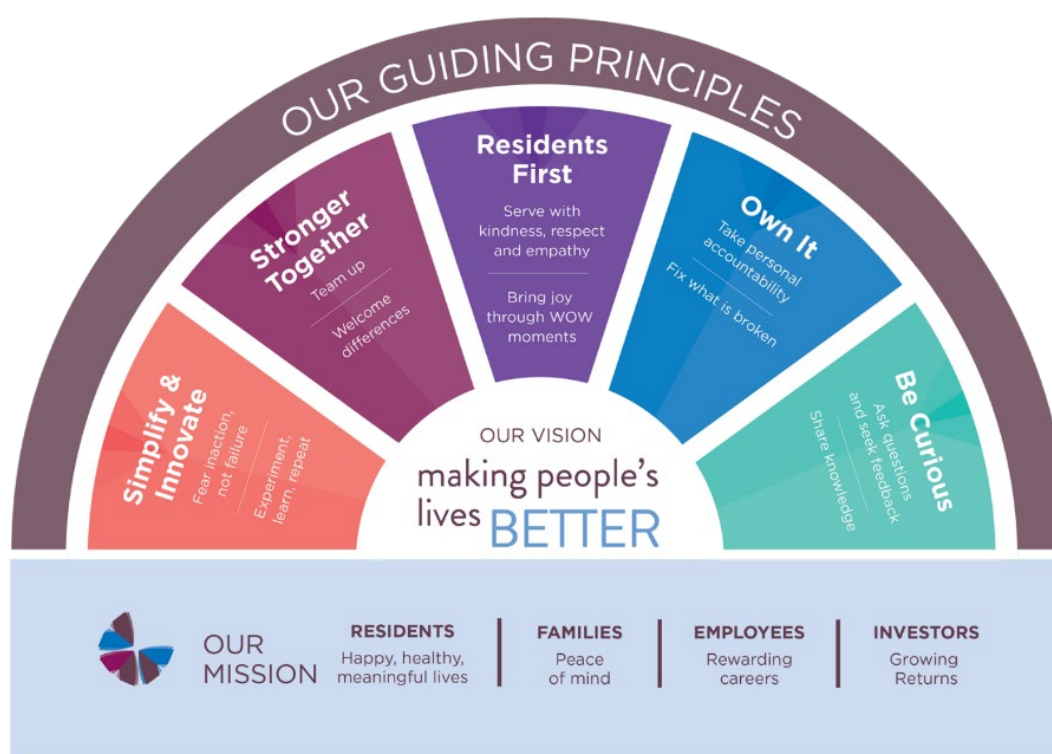 OUR GUIDING PRINCIPLES
Simplify &
Innovate
Fear inaction,
not failure
Experiment,
learn, repeat
Stronger
Together
Team up
Welcome
differences
Residents
First
Serve with
kindness, respect
and empathy
Bring joy
through WOW
moments
Own It
Take personal
accountability
Fix what is broken
Be Curious
Ask questions
and seek feedback
Share knowledge
OUR VISION
making people's
lives BETTER
OUR
MISSION
RESIDENTS
Happy, healthy,
meaningful lives
FAMILIES
Peace
of mind
EMPLOYEES
Rewarding
careers
INVESTORS
Growing
Returns